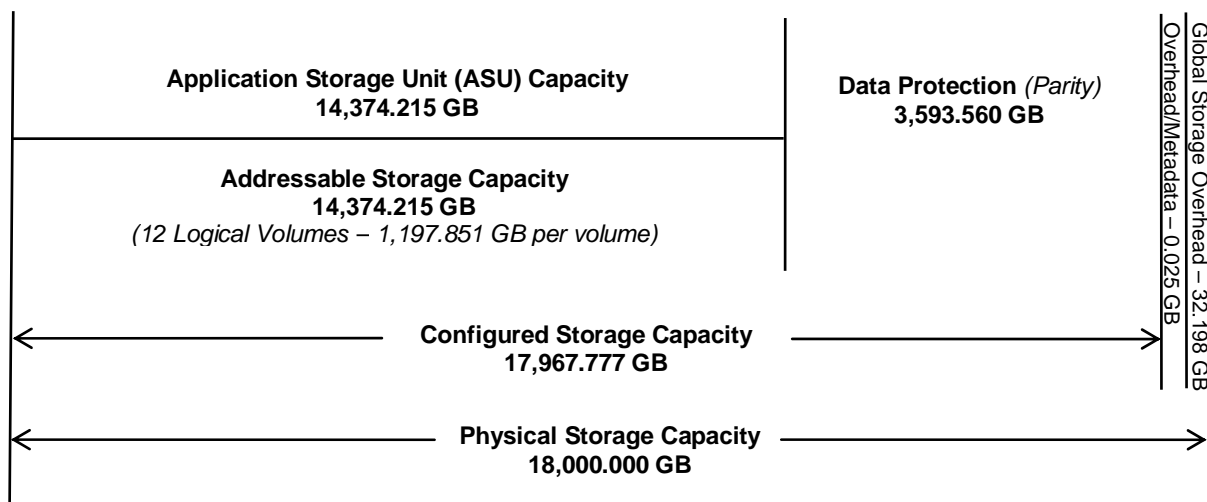 Application Storage Unit (ASU) Capacity
14,374.215 GB
Data Protection (Parity)
3,593.560 GB
Addressable Storage Capacity
14,374.215 GB
(12 Logical Volumes – 1,197.851 GB per volume)
Overhead/Metadata – 0.025 GB
Global Storage Overhead – 32.198 GB
Configured Storage Capacity
17,967.777 GB
Physical Storage Capacity
18,000.000 GB